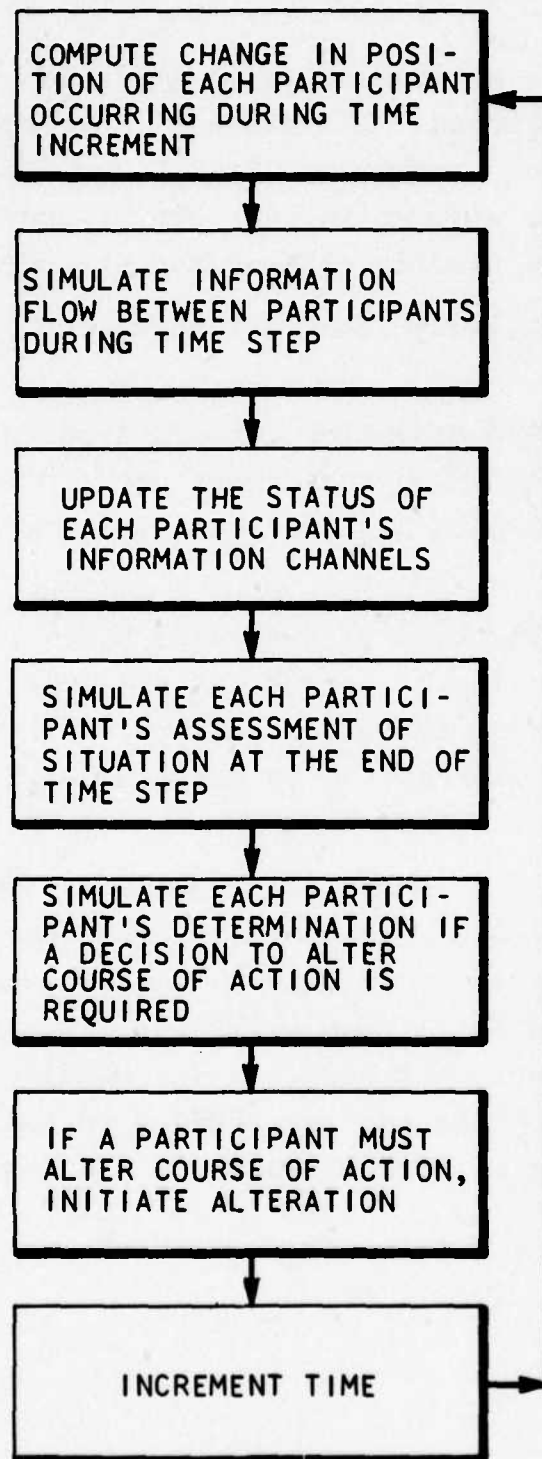 COMPUTE CHANGE IN POSI-
TION OF EACH PARTICIPANT
OCCURRING DURING TIME
INCREMENT
SIMULATE INFORMATION
FLOW BETWEEN PARTICIPANTS
DURING TIME STEP
UPDATE THE STATUS OF
EACH PARTICIPANT'S
INFORMATION CHANNELS
SIMULATE EACH PARTICI-
PANT'S ASSESSMENT OF
SITUATION AT THE END OF
TIME STEP
SIMULATE EACH PARTICI-
PANT'S DETERMINATION IF
A DECISION TO ALTER
COURSE OF ACTION IS
REQUIRED
IF A PARTICIPANT MUST
ALTER COURSE OF ACTION,
INITIATE ALTERATION
INCREMENT TIME